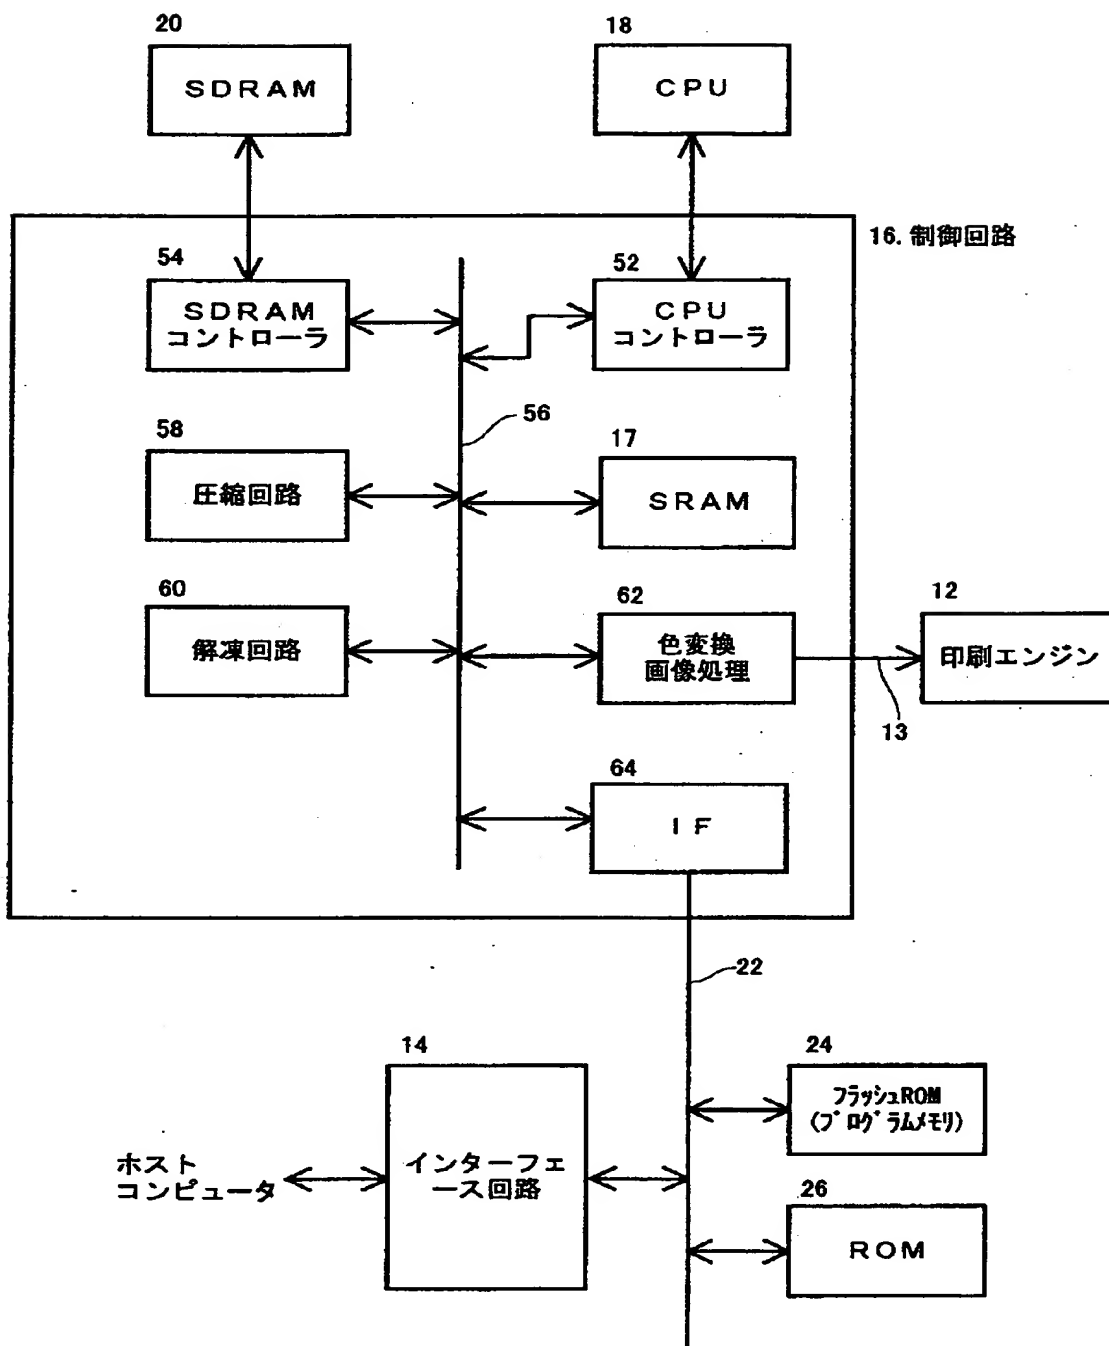 20
SDRAM
18
CPU
16. 制御回路
54
SDRAM
コントローラ
52
CPU
コントローラ
56
58
圧縮回路
17
SRAM
60
解凍回路
62
色変換
画像処理
12
印刷エンジン
13
64
IF
22
14
インターフェ
ース回路
ホスト
コンピュータ
24
フラッシュROM
(プログラムメモリ)
26
ROM